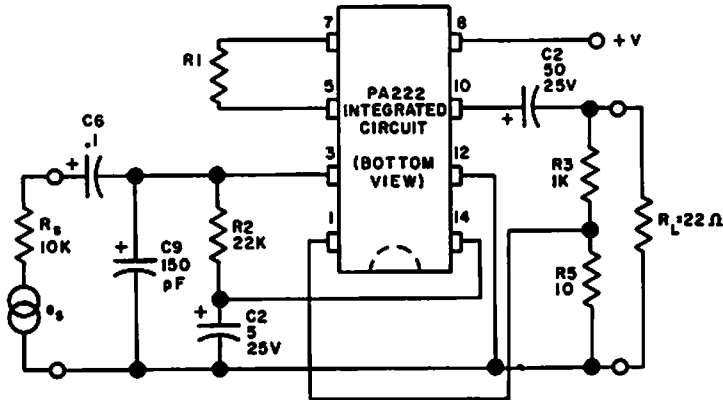 7
8
+V
R1
C2
50
25V
PA222
INTEGRATED
CIRCUIT
5
10
+
C6
.1
+
3
12
(BOTTOM
VIEW)
R3
1K
Rs
10K
C9
150
pF
+
R2
22K
1
14
RL=22 Ω
es
+
C2
5
25V
R5
10